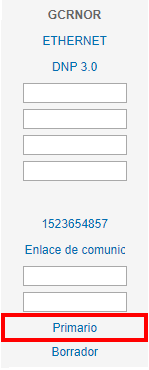 GCRNOR
ETHERNET
DNP 3.0
1523654857
Enlace de comunic
Primario
Borrador